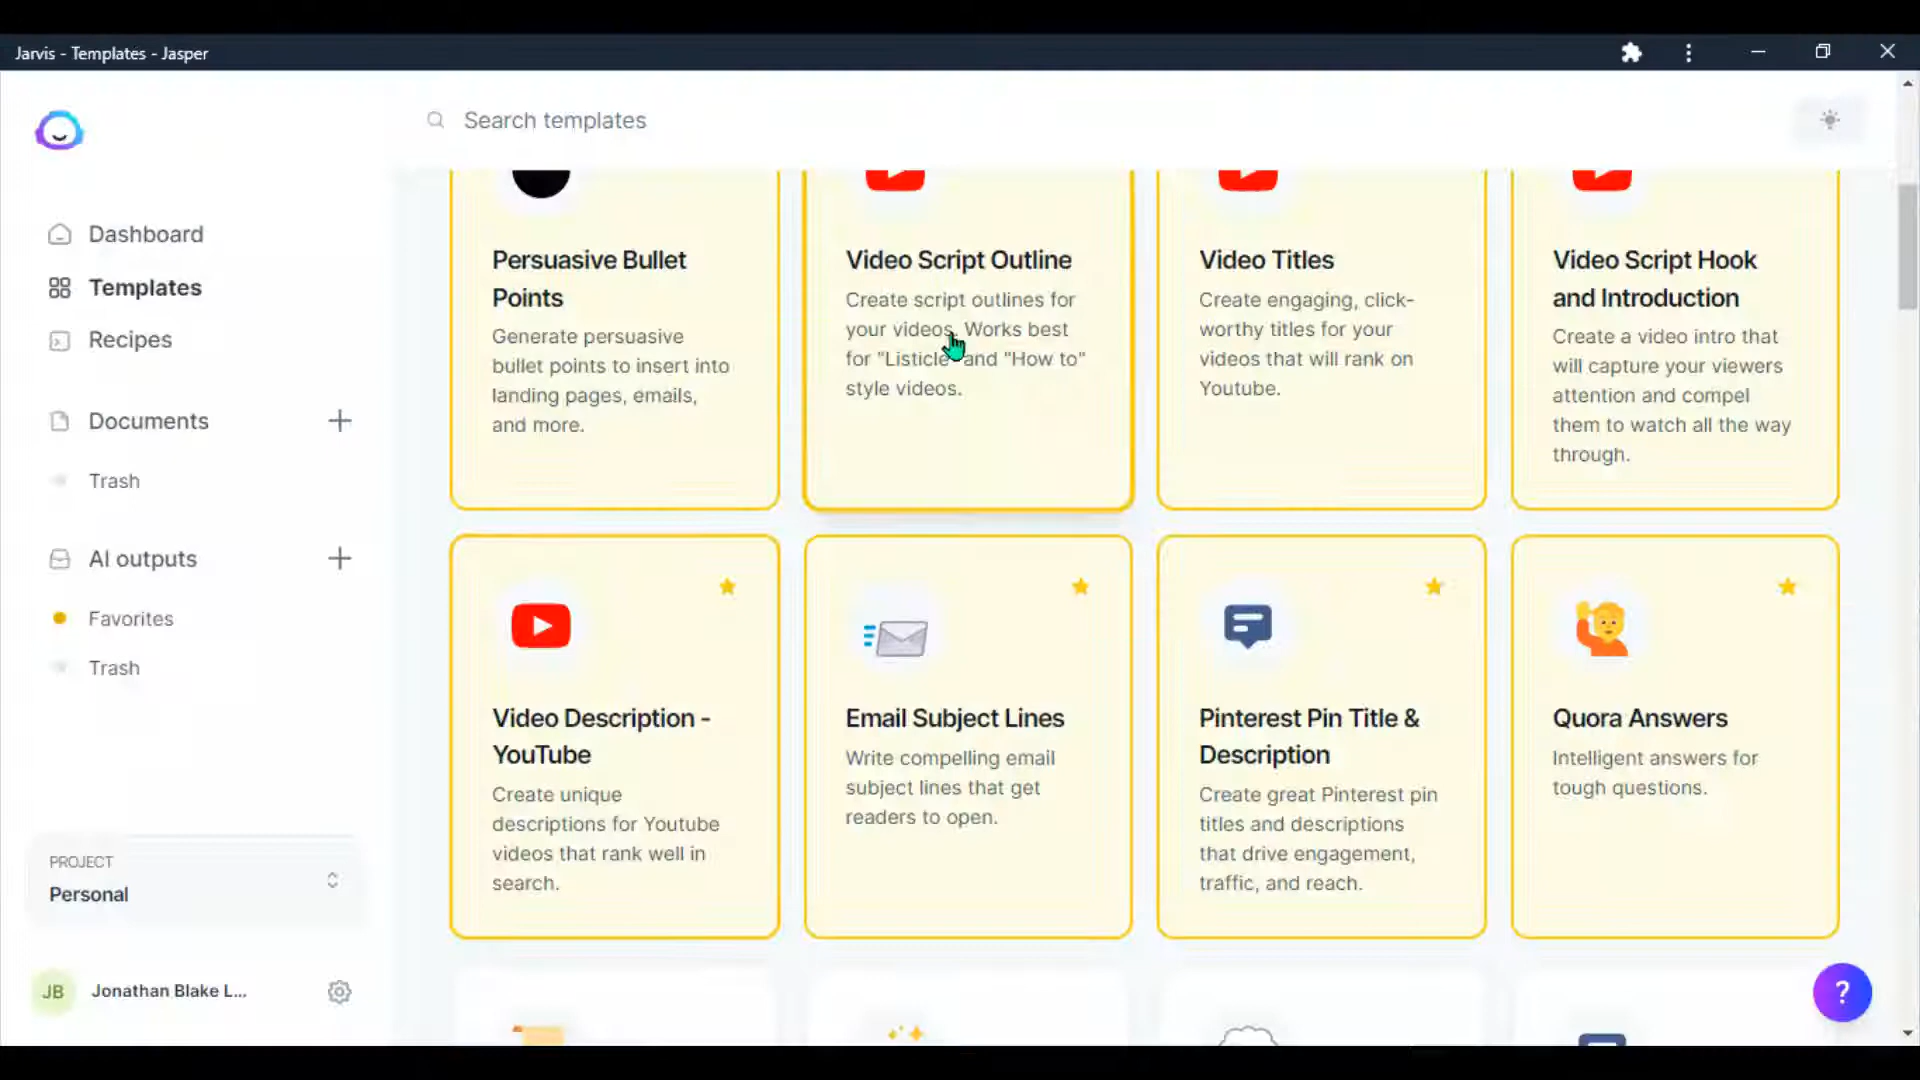 Jarvis - Templates - Jasper
Search templates
Dashboard
Templates
Recipes
Documents
Trash
AI outputs
Favorites
Trash
PROJECT
Personal
JB
Jonathan Blake L...
Persuasive Bullet
Points
Generate persuasive
bullet points to insert into
landing pages, emails,
and more.
Video Script Outline
Create script outlines for
your videos. Works best
for "Listicle" and "How to"
style videos.
Video Titles
Create engaging, click-
worthy titles for your
videos that will rank on
Youtube.
Video Script Hook
and Introduction
Create a video intro that
will capture your viewers
attention and compel
them to watch all the way
through.
Video Description -
YouTube
Create unique
descriptions for Youtube
videos that rank well in
search.
Email Subject Lines
Write compelling email
subject lines that get
readers to open.
Pinterest Pin Title &
Description
Create great Pinterest pin
titles and descriptions
that drive engagement,
traffic, and reach.
Quora Answers
Intelligent answers for
tough questions.
?